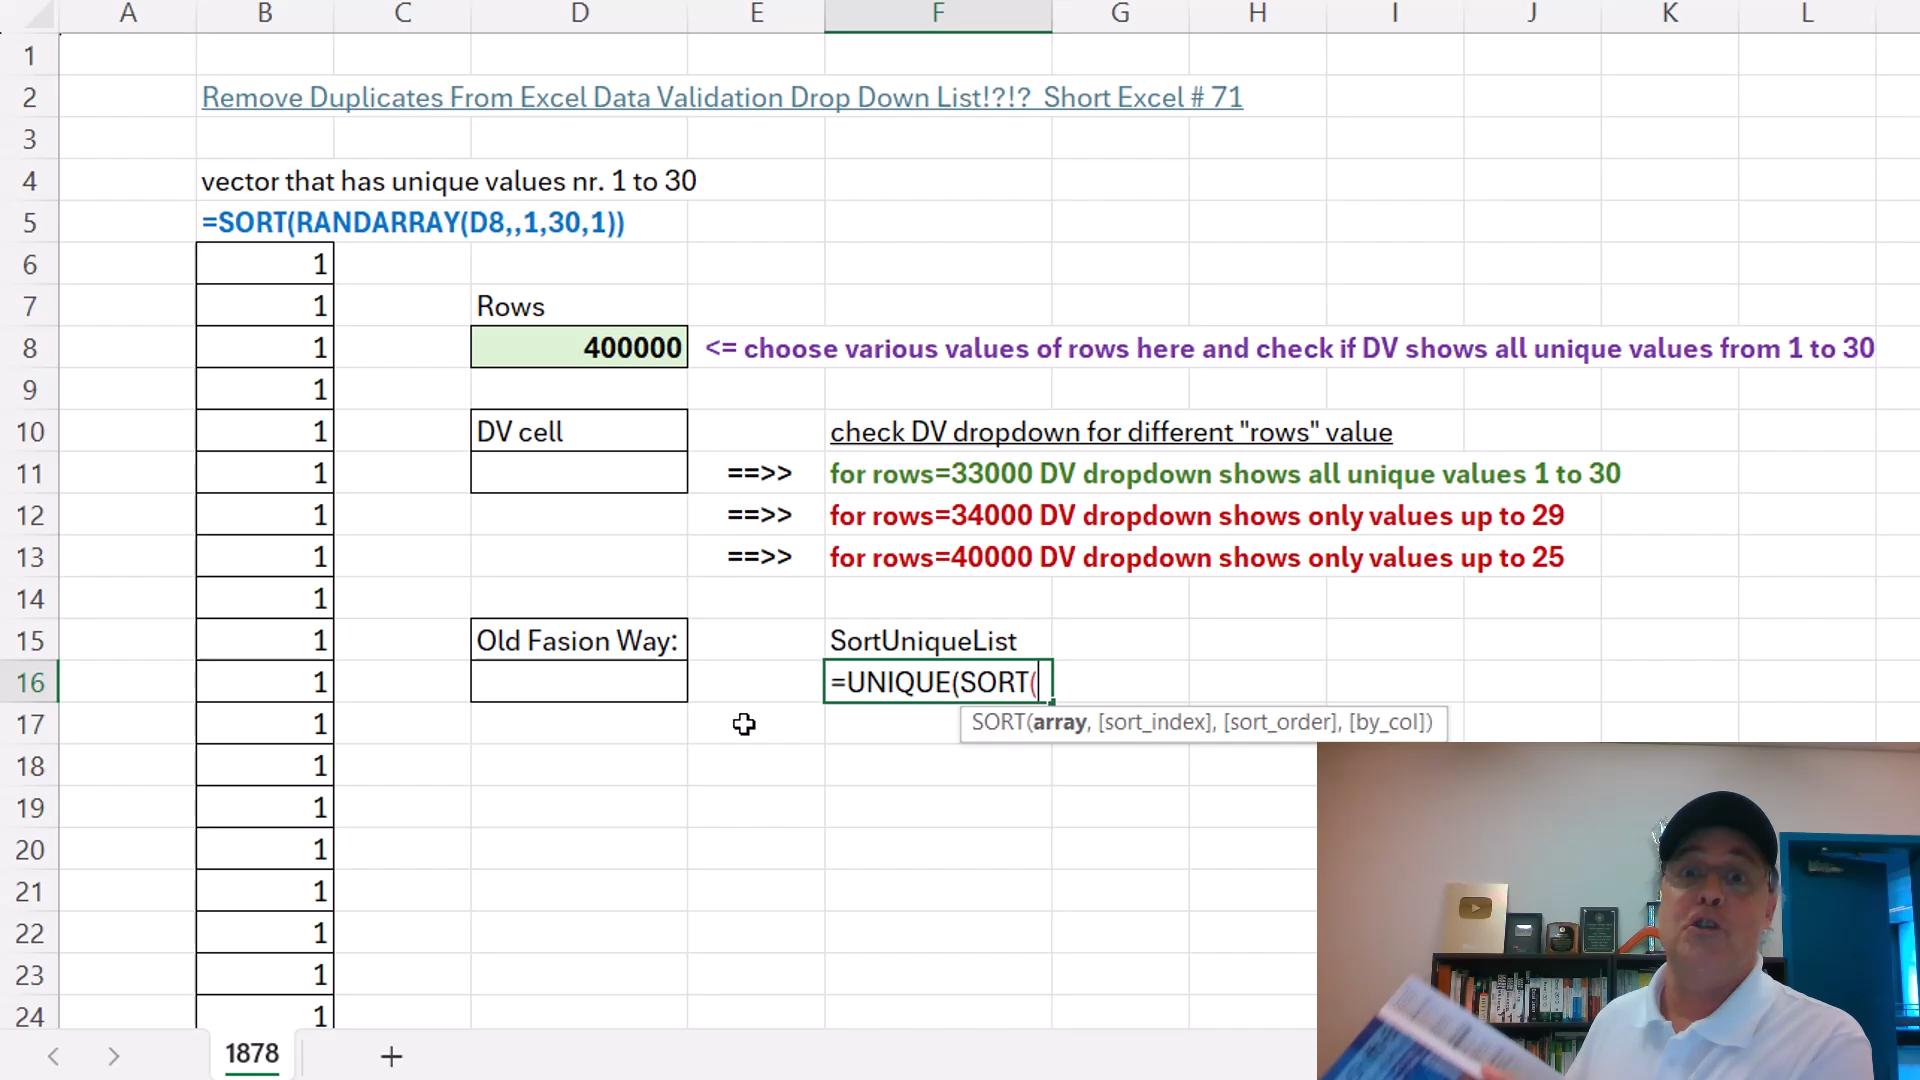 A B C D E F G H I J K L
1
2 Remove Duplicates From Excel Data Validation Drop Down List!?!? Short Excel # 71
3
4 vector that has unique values nr. 1 to 30
5 =SORT(RANDARRAY(D8,,1,30,1))
6 1
7 1 Rows
8 1 400000 <= choose various values of rows here and check if DV shows all unique values from 1 to 30
9 1
10 1 DV cell check DV dropdown for different "rows" value
11 1 ==>> for rows=33000 DV dropdown shows all unique values 1 to 30
12 1 ==>> for rows=34000 DV dropdown shows only values up to 29
13 1 ==>> for rows=40000 DV dropdown shows only values up to 25
14 1
15 1 Old Fasion Way: SortUniqueList
16 1 =UNIQUE(SORT(
17 1 SORT(array, [sort_index], [sort_order], [by_col])
18 1
19 1
20 1
21 1
22 1
23 1
24 1
1878